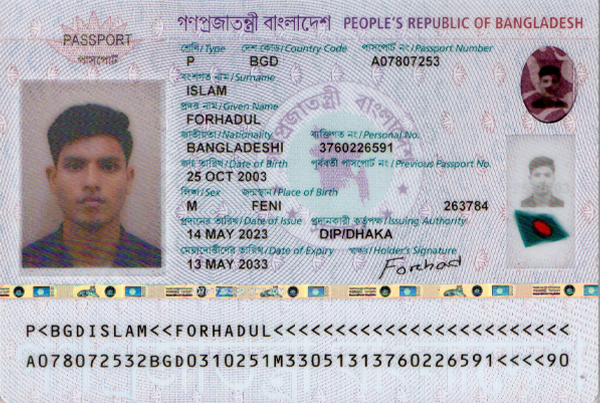 গণপ্রজাতন্ত্রী বাংলাদেশ PEOPLE'S REPUBLIC OF BANGLADESH
PASSPORT
পাসপোর্ট
শ্রেণি/Type দেশ কোড/Country Code পাসপোর্ট নং/Passport Number
P BGD A07807253
বংশগত নাম/Surname
ISLAM
প্রদত্ত নাম/Given Name
FORHADUL
জাতীয়তা/Nationality ব্যক্তিগত নং/Personal No.
BANGLADESHI 3760226591
জন্ম তারিখ/Date of Birth পূর্ববর্তী পাসপোর্ট নং/Previous Passport No.
25 OCT 2003
লিঙ্গ/Sex জন্মস্থান/Place of Birth
M FENI 263784
প্রদানের তারিখ/Date of Issue প্রদানকারী কর্তৃপক্ষ/Issuing Authority
14 MAY 2023 DIP/DHAKA
মেয়াদোত্তীর্ণের তারিখ/Date of Expiry স্বাক্ষর/Holder's Signature
13 MAY 2033 Forhad
P<BGDISLAM<<FORHADUL<<<<<<<<<<<<<<<<<<<<<<<<
A078072532BGD0310251M33051313760226591<<<<90